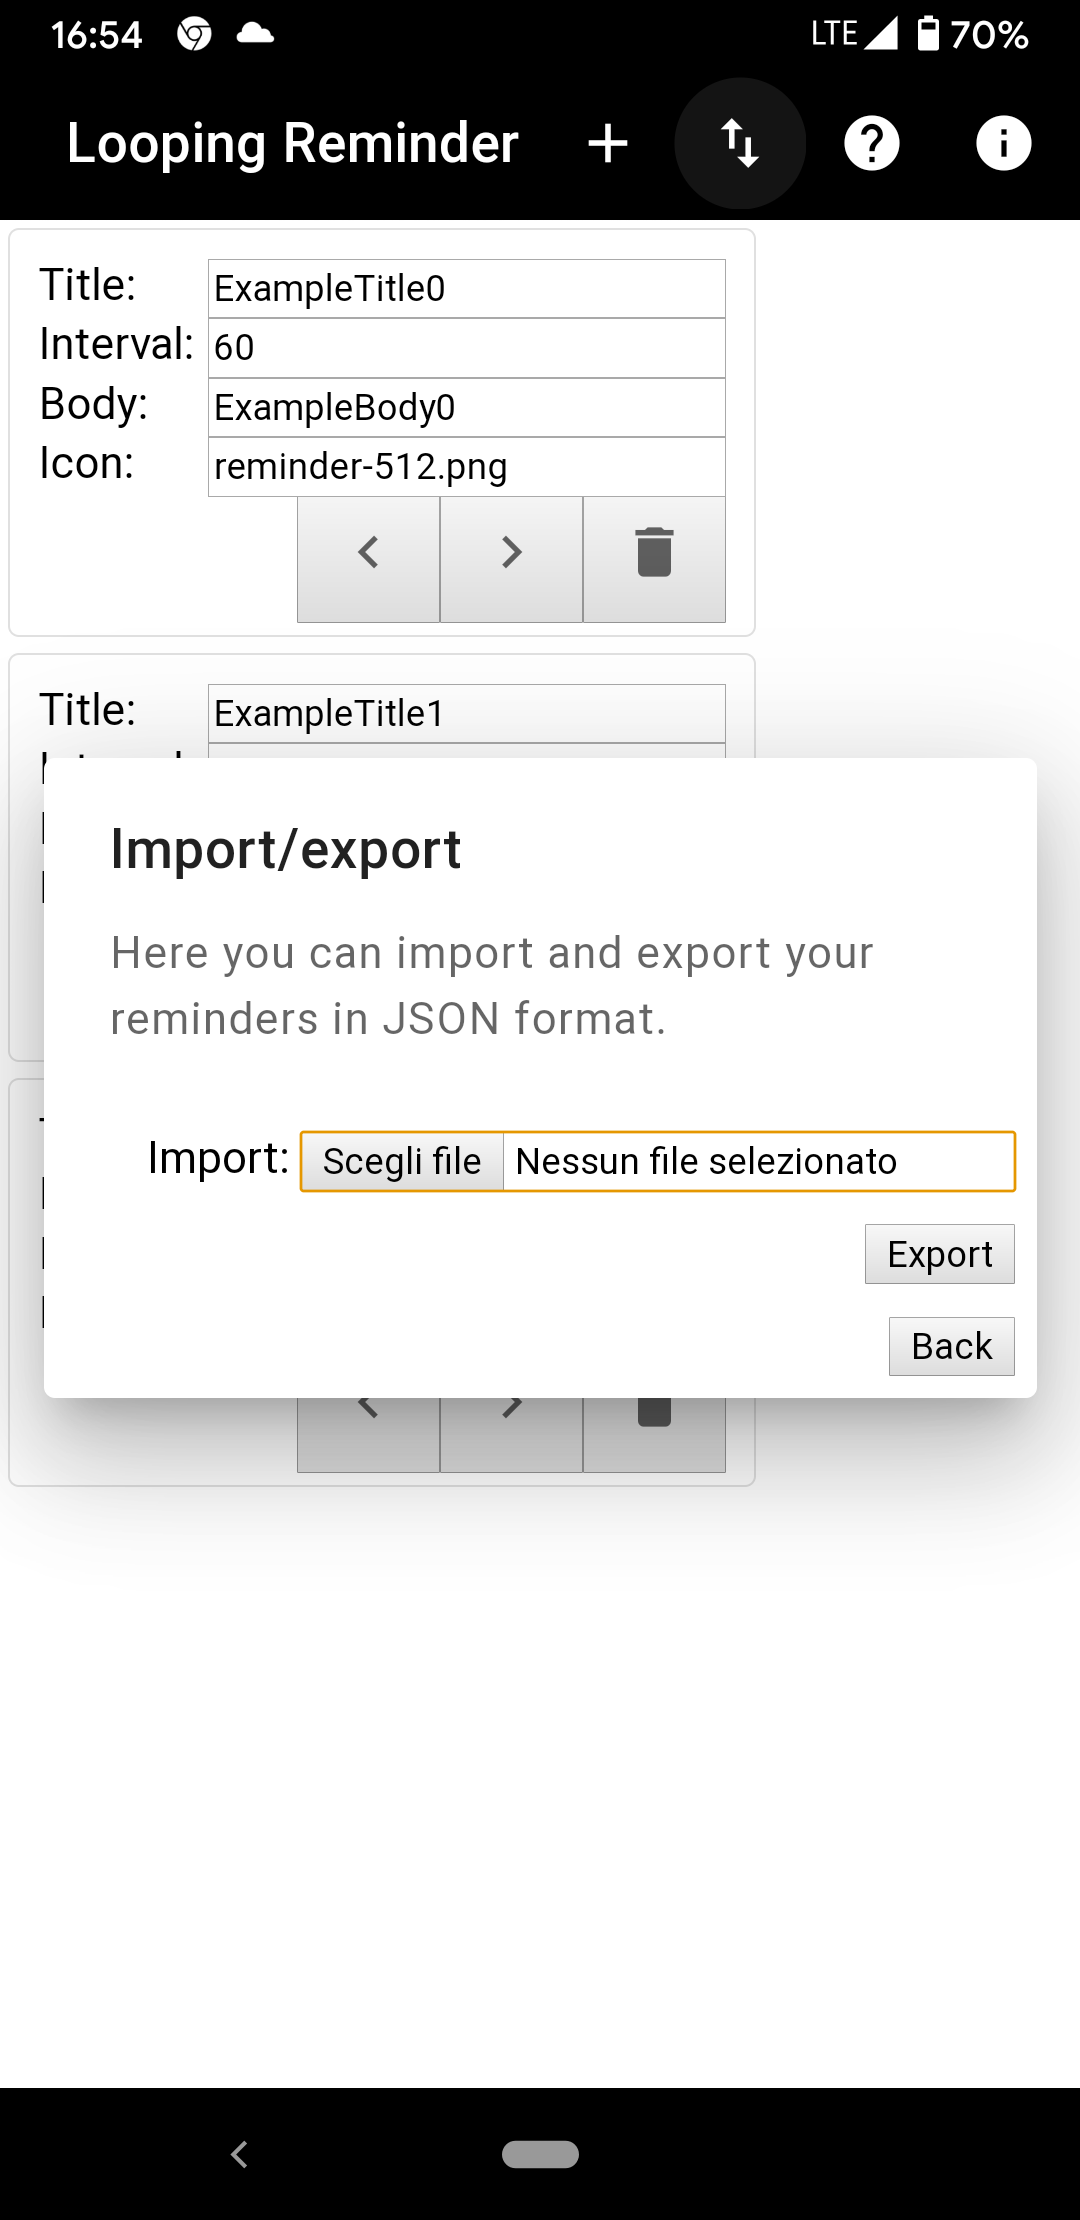 16:54 LTE 70%
Looping Reminder
Title: ExampleTitle0
Interval: 60
Body: ExampleBody0
Icon: reminder-512.png
Title: ExampleTitle1
Import/export
Here you can import and export your
reminders in JSON format.
Import: Scegli file Nessun file selezionato
Export
Back